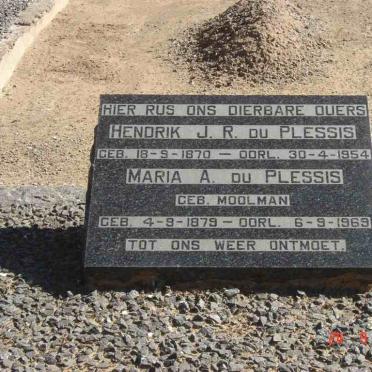 HIER RUS ONS DIERBARE OUERS
HENDRIK J. R. DU PLESSIS
GEB. 18-9-1870 – OORL. 30-4-1954
MARIA A. DU PLESSIS
GEB. MOOLMAN
GEB. 4-9-1879 – OORL. 6-9-1969
TOT ONS WEER ONTMOET.